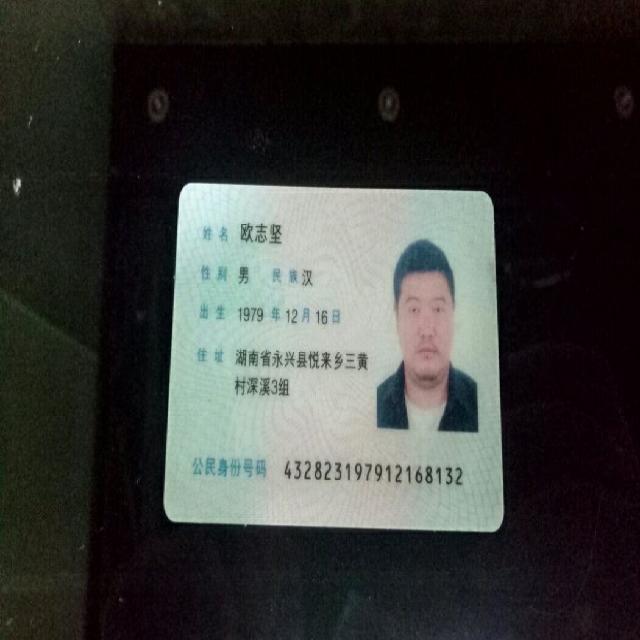 姓名 欧志坚
性别 男 民族 汉
出生 1979 年 12 月 16 日
住址 湖南省永兴县悦来乡三黄
村深溪3组
公民身份号码 432823197912168132